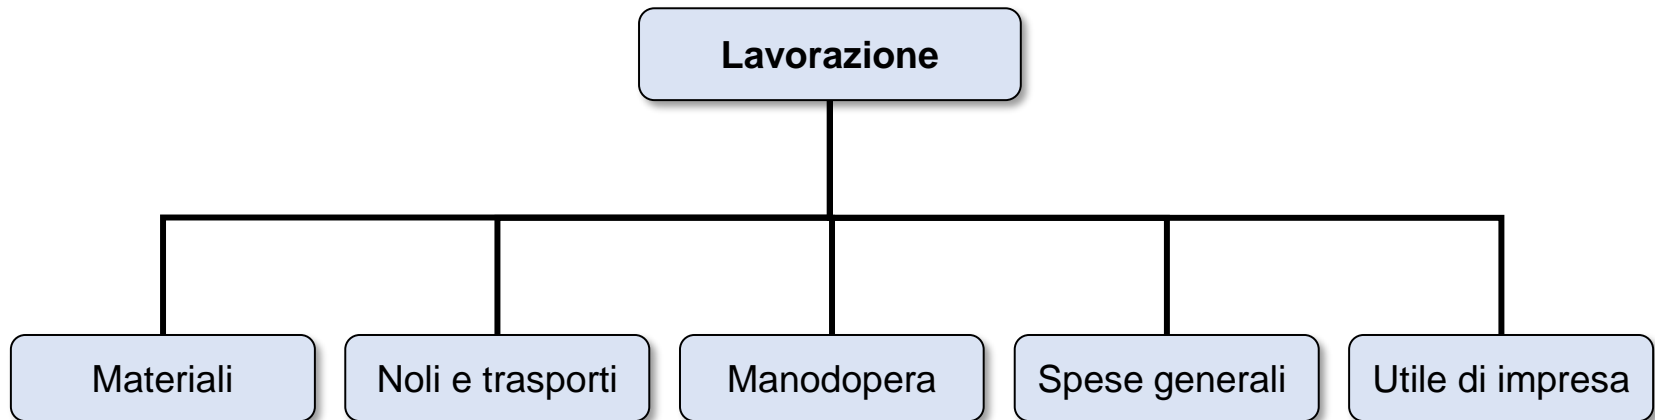 Lavorazione
Materiali
Noli e trasporti
Manodopera
Spese generali
Utile di impresa